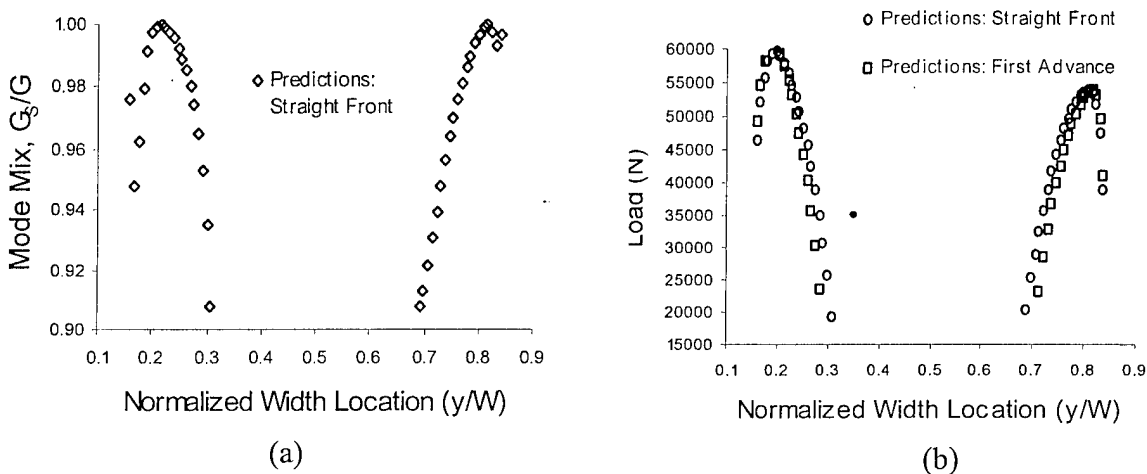 Mode Mix, G_S/G
1.00
0.98
0.96
0.94
0.92
0.90
0.1 0.2 0.3 0.4 0.5 0.6 0.7 0.8 0.9
Predictions:
Straight Front
Normalized Width Location (y/W)
(a)
Predictions: Straight Front
Predictions: First Advance
Load (N)
60000
55000
50000
45000
40000
35000
30000
25000
20000
15000
0.1 0.2 0.3 0.4 0.5 0.6 0.7 0.8 0.9
Normalized Width Location (y/W)
(b)